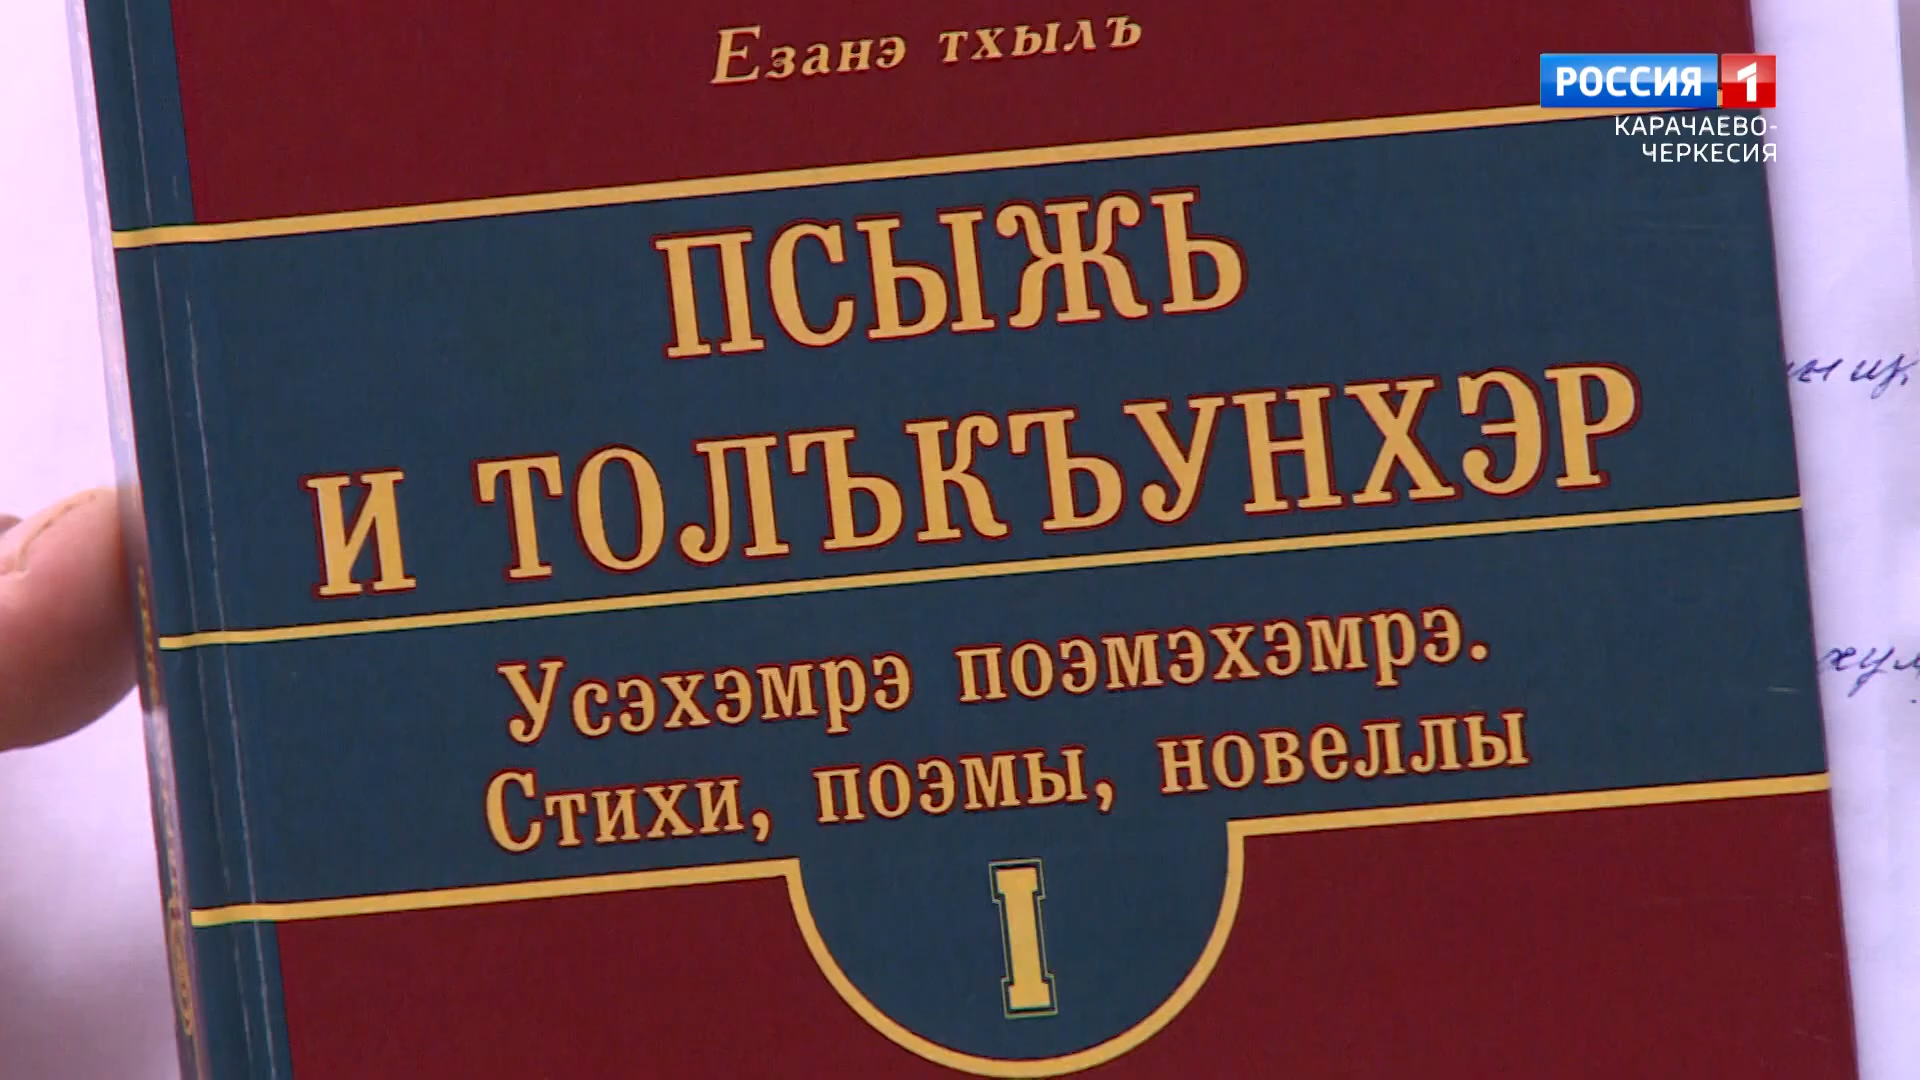 Езанэ тхылъ
РОССИЯ 1
КАРАЧАЕВО-
ЧЕРКЕСИЯ
ПСЫЖЬ
И ТОЛЪКЪУНХЭР
Усэхэмрэ поэмэхэмрэ.
Стихи, поэмы, новеллы
I